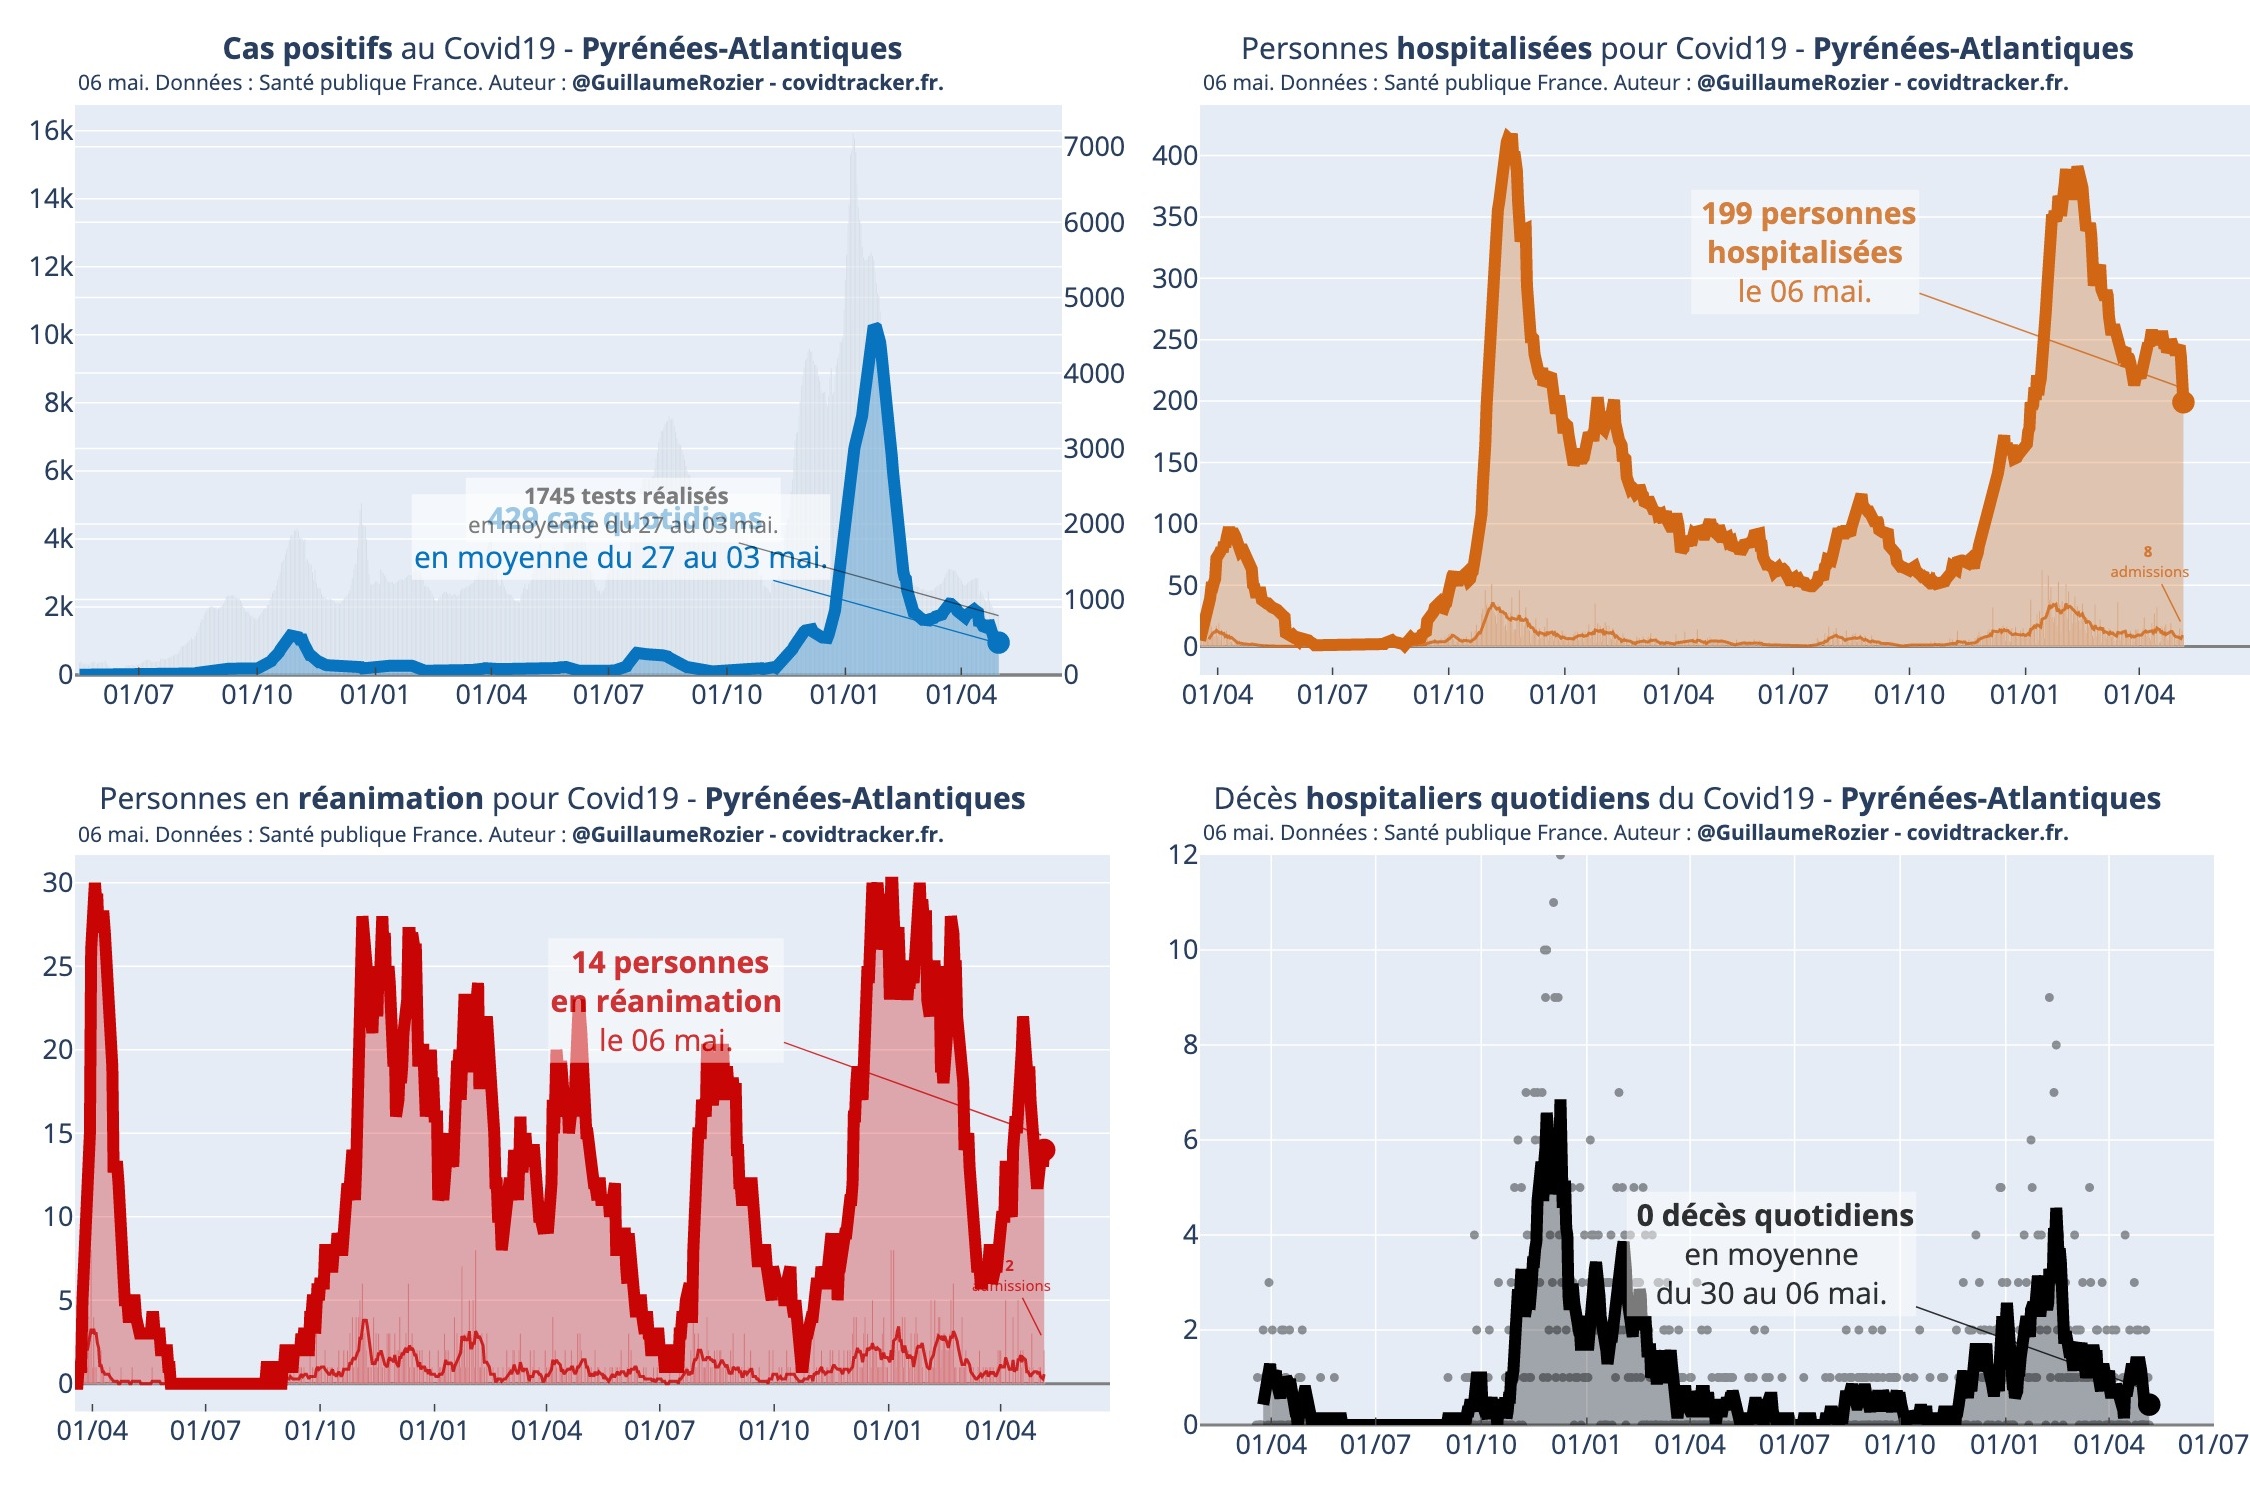 Cas positifs au Covid19 - Pyrénées-Atlantiques
06 mai. Données : Santé publique France. Auteur : @GuillaumeRozier - covidtracker.fr.
16k
14k
12k
10k
8k
6k
4k
2k
0
7000
6000
5000
4000
3000
2000
1000
0
1745 tests réalisés
en moyenne du 27 au 03 mai.
429 cas quotidiens
en moyenne du 27 au 03 mai.
01/07 01/10 01/01 01/04 01/07 01/10 01/01 01/04
Personnes hospitalisées pour Covid19 - Pyrénées-Atlantiques
06 mai. Données : Santé publique France. Auteur : @GuillaumeRozier - covidtracker.fr.
400
350
300
250
200
150
100
50
0
199 personnes
hospitalisées
le 06 mai.
8
admissions
01/04 01/07 01/10 01/01 01/04 01/07 01/10 01/01 01/04
Personnes en réanimation pour Covid19 - Pyrénées-Atlantiques
06 mai. Données : Santé publique France. Auteur : @GuillaumeRozier - covidtracker.fr.
30
25
20
15
10
5
0
14 personnes
en réanimation
le 06 mai.
2
admissions
01/04 01/07 01/10 01/01 01/04 01/07 01/10 01/01 01/04
Décès hospitaliers quotidiens du Covid19 - Pyrénées-Atlantiques
06 mai. Données : Santé publique France. Auteur : @GuillaumeRozier - covidtracker.fr.
12
10
8
6
4
2
0
0 décès quotidiens
en moyenne
du 30 au 06 mai.
01/04 01/07 01/10 01/01 01/04 01/07 01/10 01/01 01/04 01/07